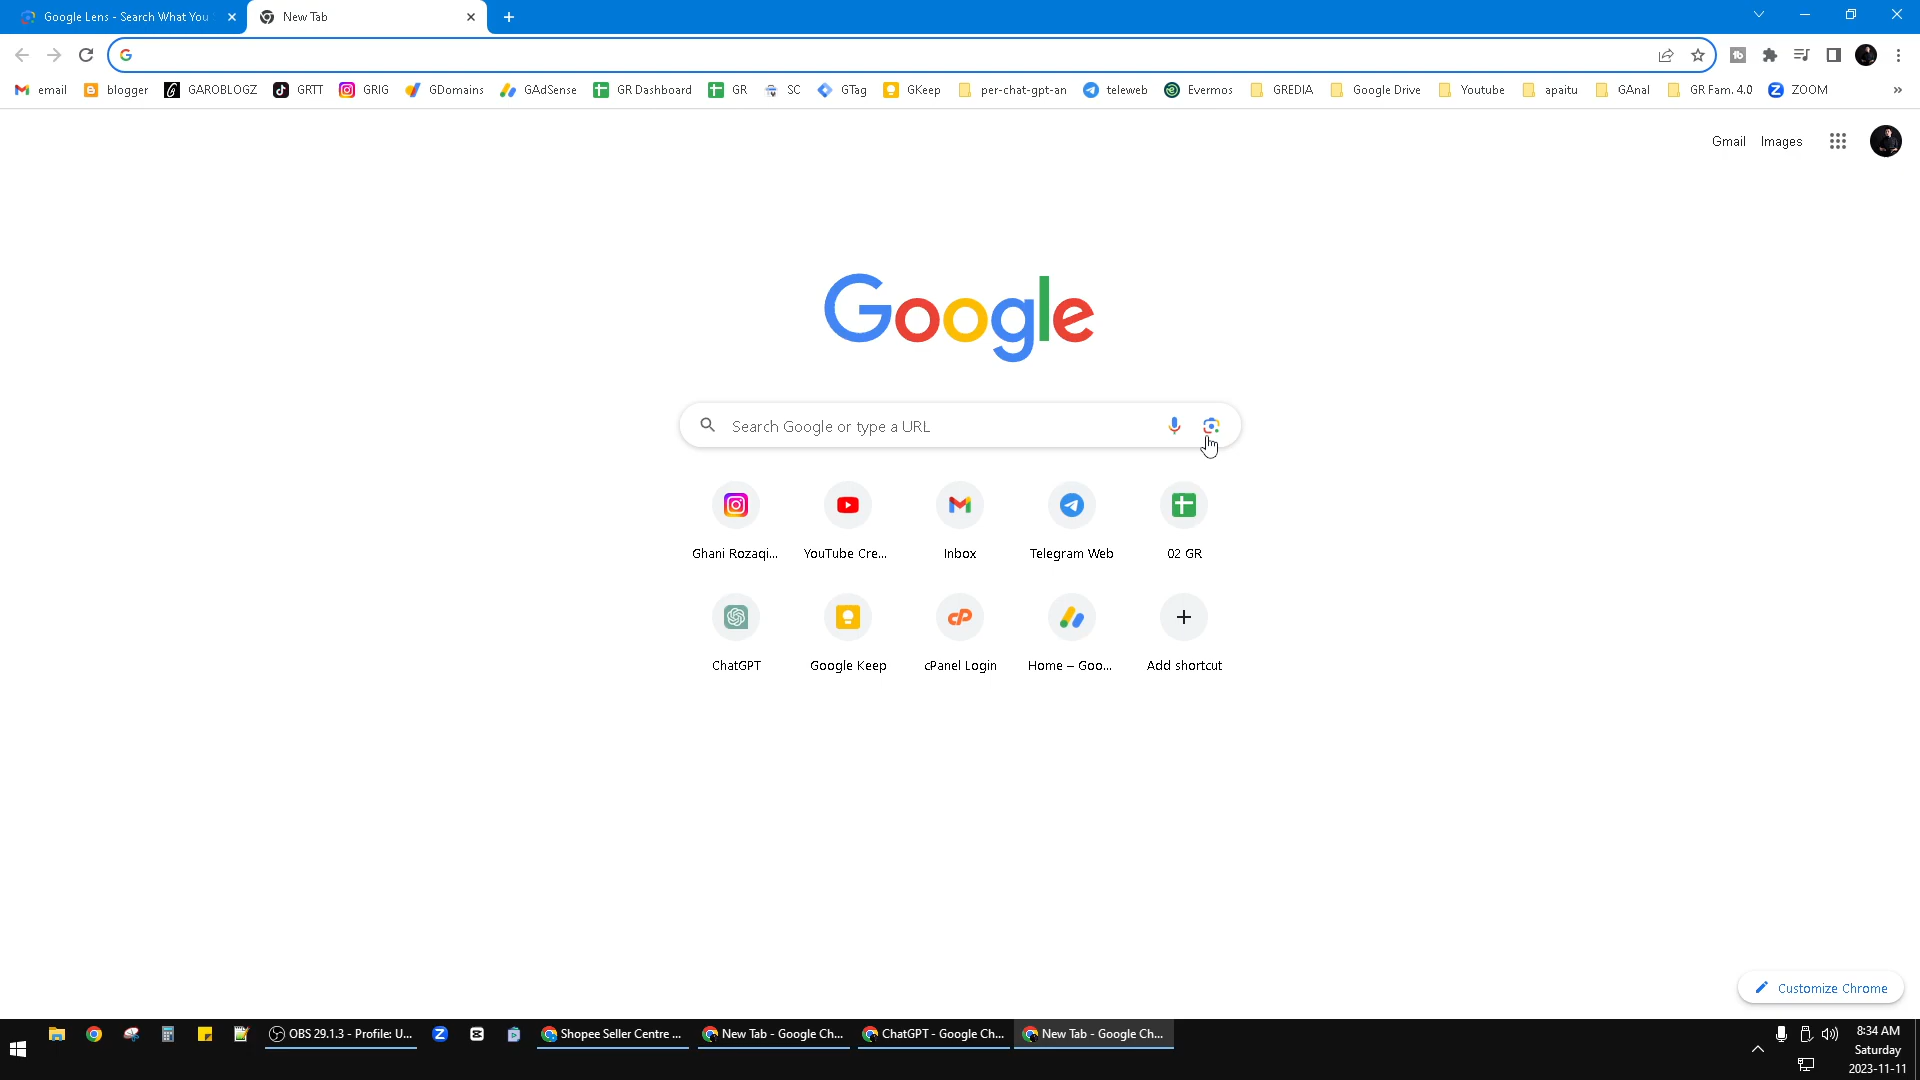 Google Lens - Search What You
New Tab
email
blogger
GAROBLOGZ
GRTT
GRIG
GDomains
GAdSense
GR Dashboard
GR
SC
GTag
GKeep
per-chat-gpt-an
teleweb
Evermos
GREDIA
Google Drive
Youtube
apaitu
GAnal
GR Fam. 4.0
ZOOM
Gmail
Images
Google
Search Google or type a URL
Ghani Rozaqi...
YouTube Cre...
Inbox
Telegram Web
02 GR
ChatGPT
Google Keep
cPanel Login
Home – Goo...
Add shortcut
Customize Chrome
OBS 29.1.3 - Profile: U...
Shopee Seller Centre ...
New Tab - Google Ch...
ChatGPT - Google Ch...
New Tab - Google Ch...
8:34 AM
Saturday
2023-11-11